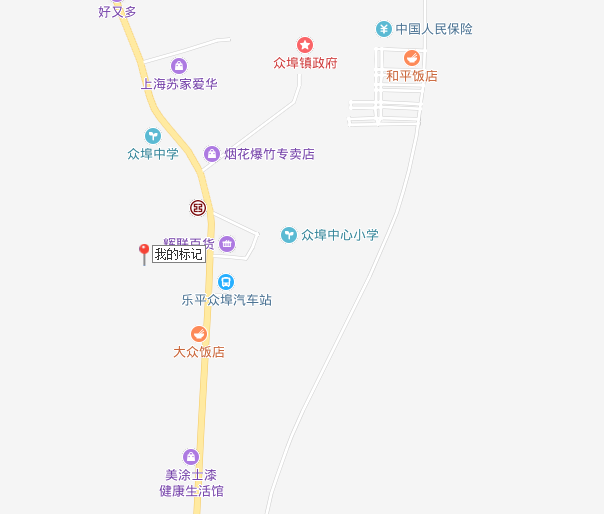 好又多
中国人民保险
众埠镇政府
和平饭店
上海苏家爱华
众埠中学
烟花爆竹专卖店
众埠中心小学
辉联百货
我的标记
乐平众埠汽车站
大众饭店
美涂士漆
健康生活馆